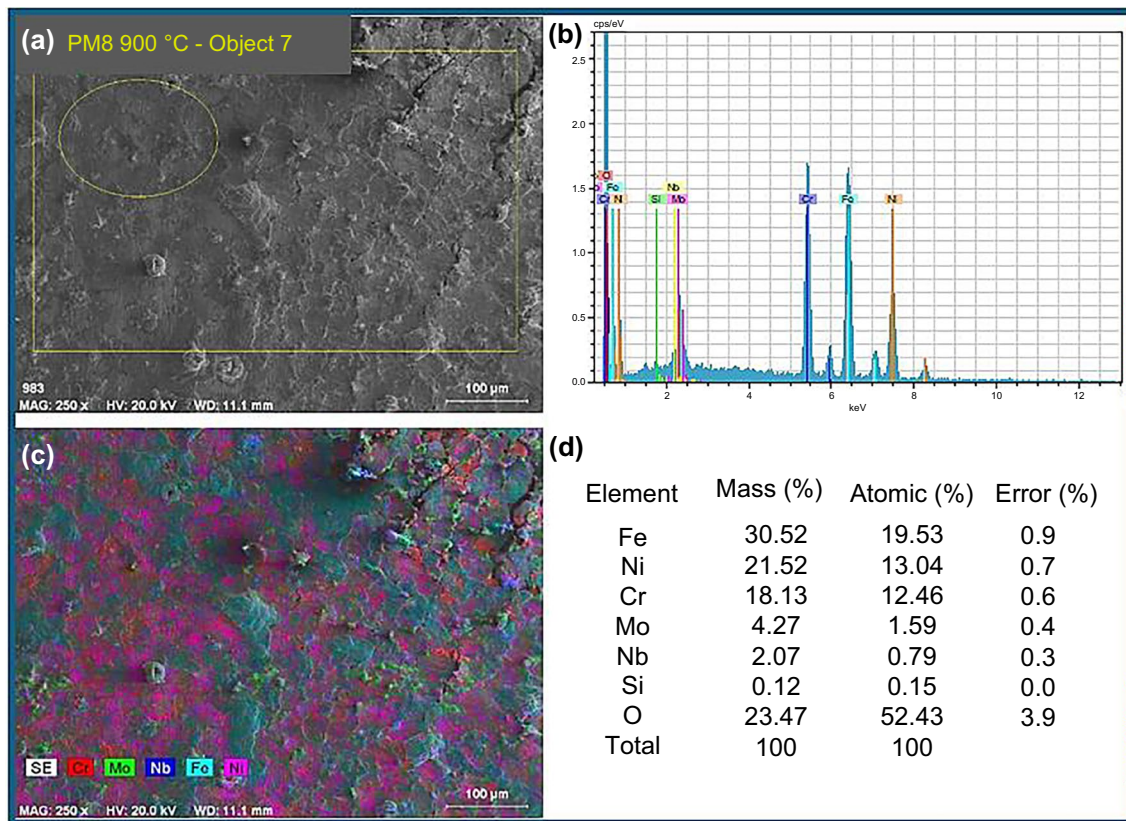 (a) PM8 900 °C - Object 7
983
MAG: 250 x HV: 20.0 kV WD: 11.1 mm
100 µm
(b)
cps/eV
2.5
2.0
1.5
1.0
0.5
0.0
O
Fe
Cr
Ni
Si
Nb
Mo
Cr
Fe
Ni
2 4 6 8 10 12
keV
(c)
SE Cr Mo Nb Fe Ni
MAG: 250 x HV: 20.0 kV WD: 11.1 mm
100 µm
(d)
Element Mass (%) Atomic (%) Error (%)
Fe 30.52 19.53 0.9
Ni 21.52 13.04 0.7
Cr 18.13 12.46 0.6
Mo 4.27 1.59 0.4
Nb 2.07 0.79 0.3
Si 0.12 0.15 0.0
O 23.47 52.43 3.9
Total 100 100